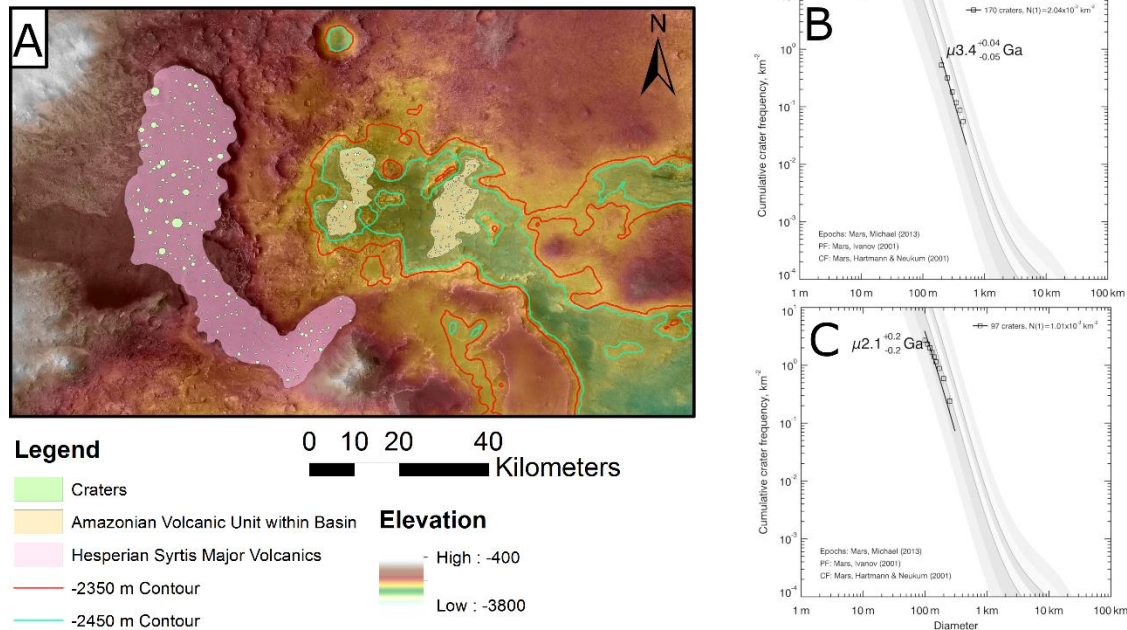 A
N
Legend
Craters
Amazonian Volcanic Unit within Basin
Hesperian Syrtis Major Volcanics
-2350 m Contour
-2450 m Contour
0 10 20 40
Kilometers
Elevation
High : -400
Low : -3800
B
170 craters, N(1)=2.04x10⁻³ km⁻²
μ3.4 +0.04 -0.05 Ga
Cumulative crater frequency, km⁻²
10⁰
10⁻¹
10⁻²
10⁻³
10⁻⁴
Epochs: Mars, Michael (2013)
PF: Mars, Ivanov (2001)
CF: Mars, Hartmann & Neukum (2001)
1 m 10 m 100 m 1 km 10 km 100 km
C
97 craters, N(1)=1.01x10⁻³ km⁻²
μ2.1 +0.2 -0.2 Ga
Cumulative crater frequency, km⁻²
10¹
10⁰
10⁻¹
10⁻²
10⁻³
10⁻⁴
Epochs: Mars, Michael (2013)
PF: Mars, Ivanov (2001)
CF: Mars, Hartmann & Neukum (2001)
1 m 10 m 100 m 1 km 10 km 100 km
Diameter